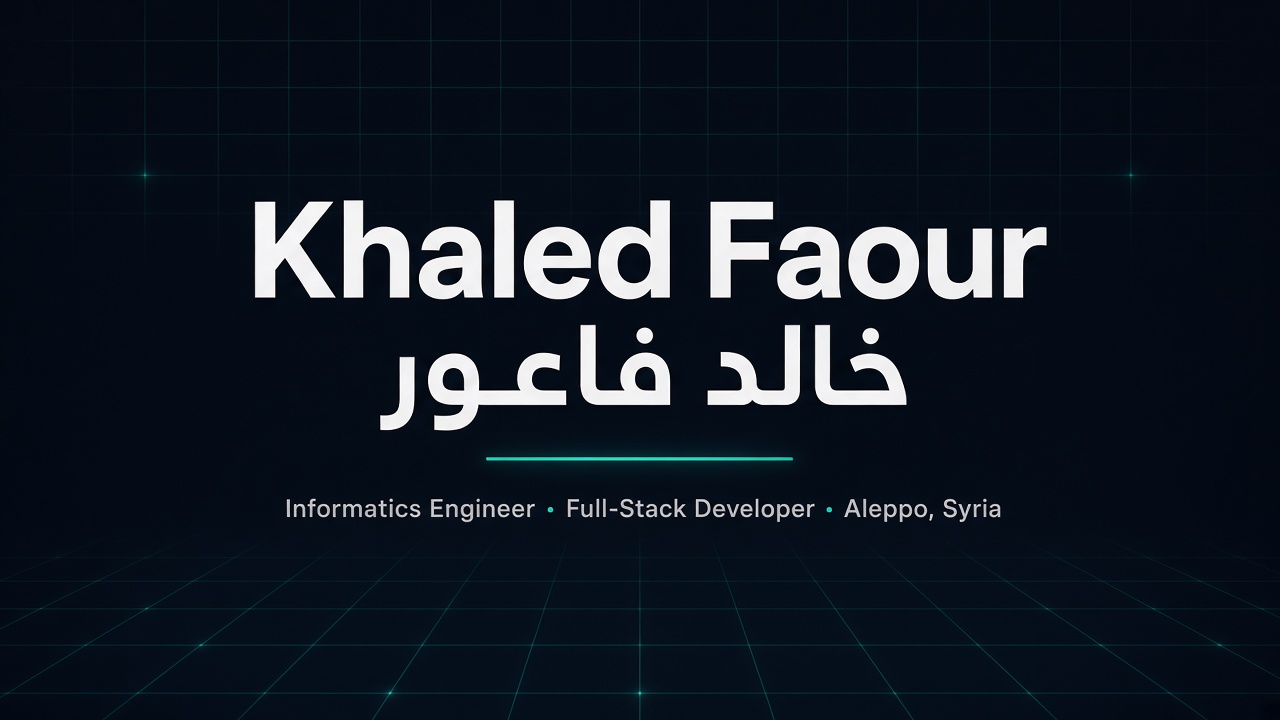 Khaled Faour
خالد فاعور
Informatics Engineer • Full-Stack Developer • Aleppo, Syria